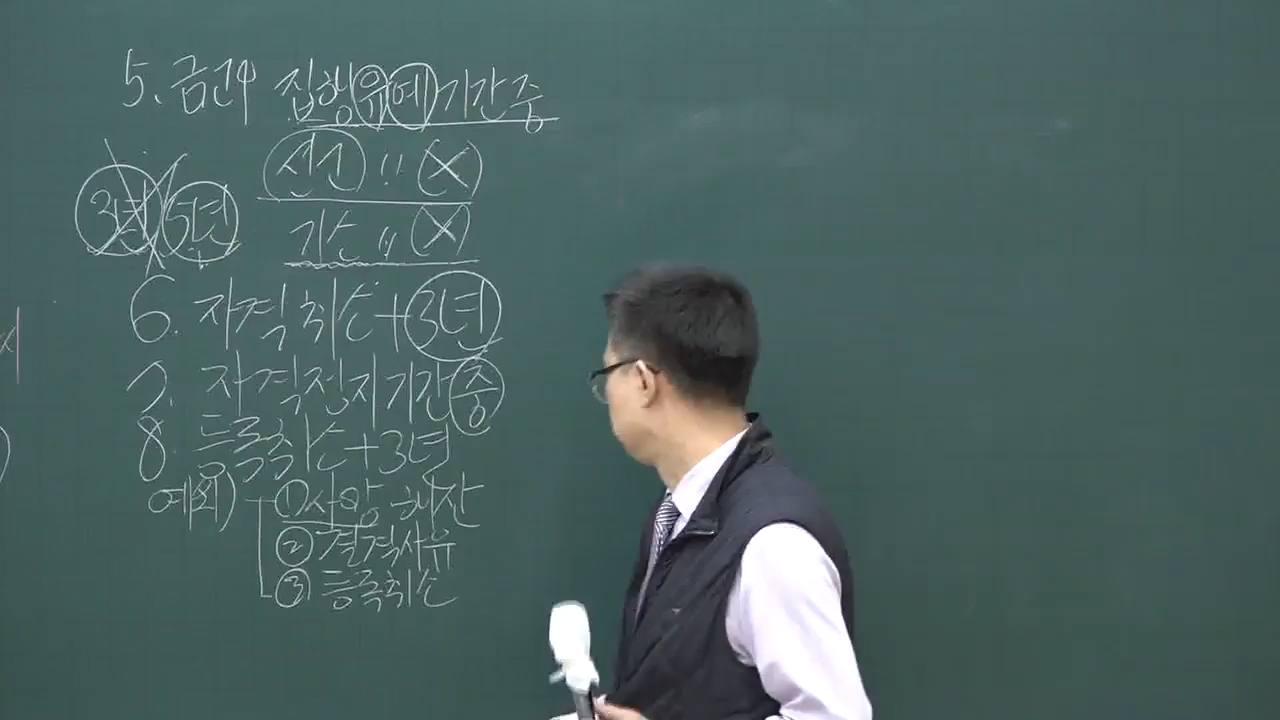 5. 금고 집행유예기간중
선고 〃 X
3년 5년
기소 〃 X
6. 자격취소+3년
7. 자격정지기간중
8. 등록취소+3년
예외) ①사망 해산
② 결격사유
③ 등록취소